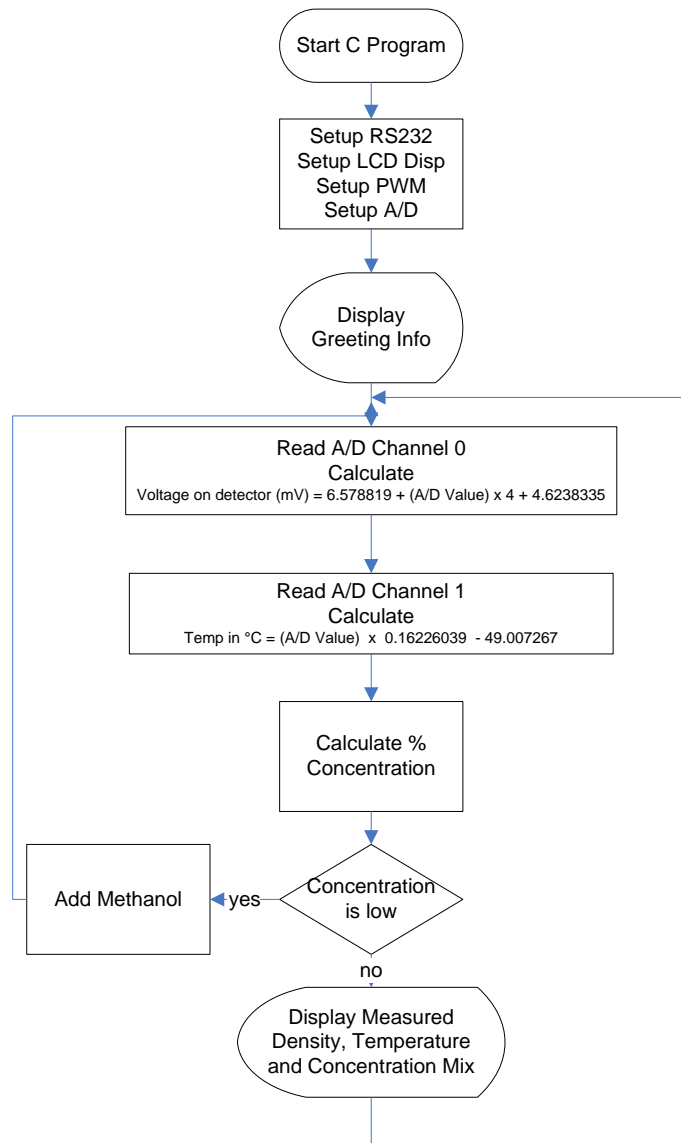 Start C Program
Setup RS232
Setup LCD Disp
Setup PWM
Setup A/D
Display
Greeting Info
Read A/D Channel 0
Calculate
Voltage on detector (mV) = 6.578819 + (A/D Value) x 4 + 4.6238335
Read A/D Channel 1
Calculate
Temp in °C = (A/D Value) x 0.16226039 - 49.007267
Calculate %
Concentration
Concentration
is low
yes
Add Methanol
no
Display Measured
Density, Temperature
and Concentration Mix